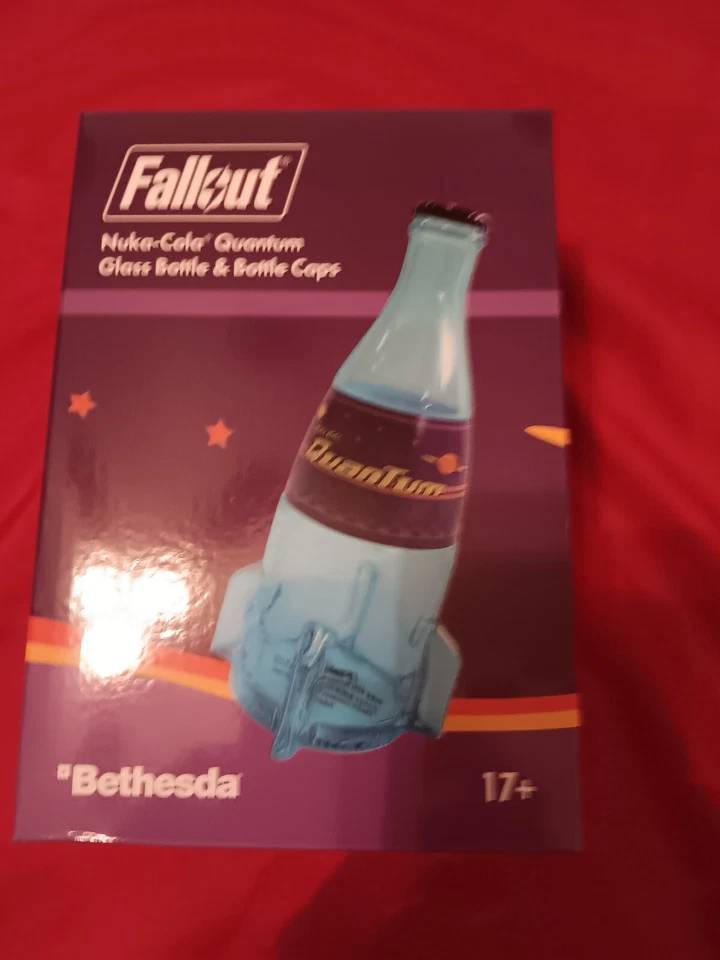 Fallout®
Nuka-Cola® Quantum
Glass Bottle & Bottle Caps
Quantum
Bethesda
17+